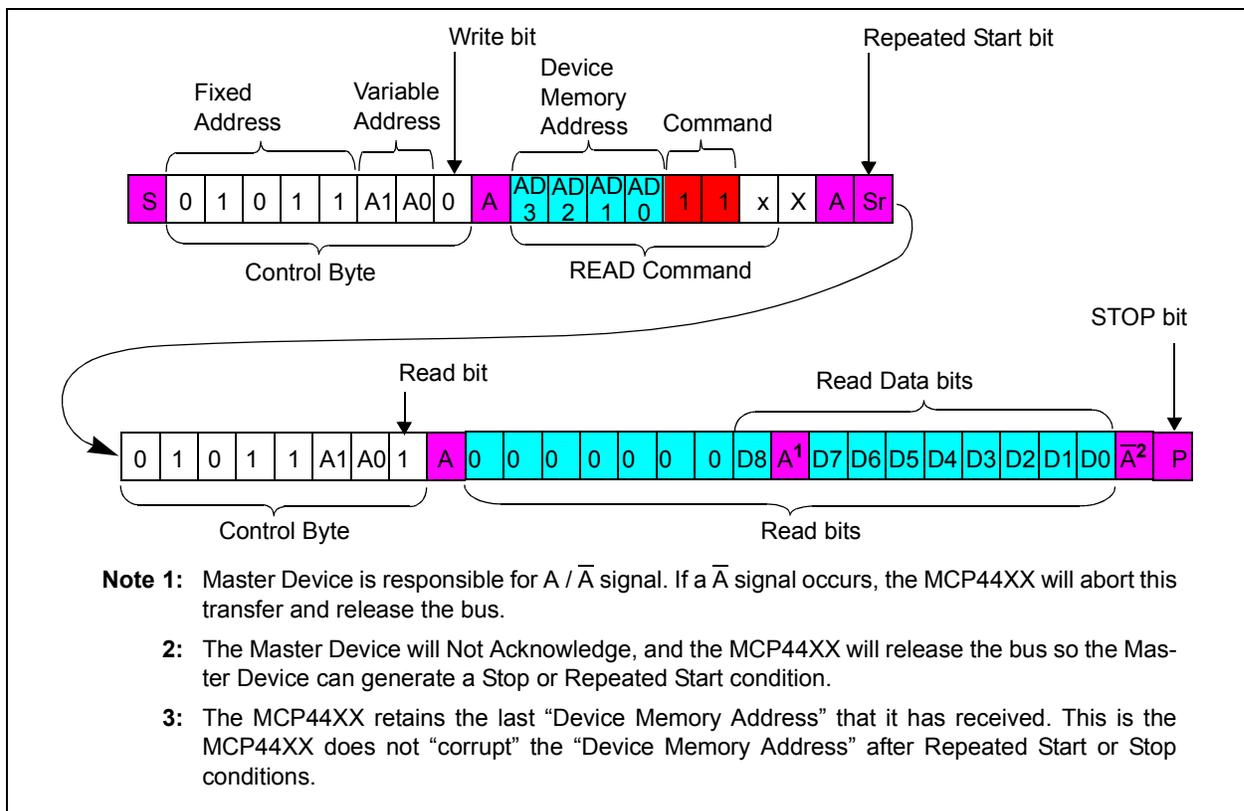 Write bit
Repeated Start bit
Fixed
Address
Variable
Address
Device
Memory
Address
Command
S 0 1 0 1 1 A1 A0 0 A AD3 AD2 AD1 AD0 1 1 x X A Sr
Control Byte
READ Command
STOP bit
Read bit
Read Data bits
0 1 0 1 1 A1 A0 1 A 0 0 0 0 0 0 0 D8 A¹ D7 D6 D5 D4 D3 D2 D1 D0 A̅² P
Control Byte
Read bits
Note 1: Master Device is responsible for A / A̅ signal. If a A̅ signal occurs, the MCP44XX will abort this
transfer and release the bus.
2: The Master Device will Not Acknowledge, and the MCP44XX will release the bus so the Mas-
ter Device can generate a Stop or Repeated Start condition.
3: The MCP44XX retains the last “Device Memory Address” that it has received. This is the
MCP44XX does not “corrupt” the “Device Memory Address” after Repeated Start or Stop
conditions.